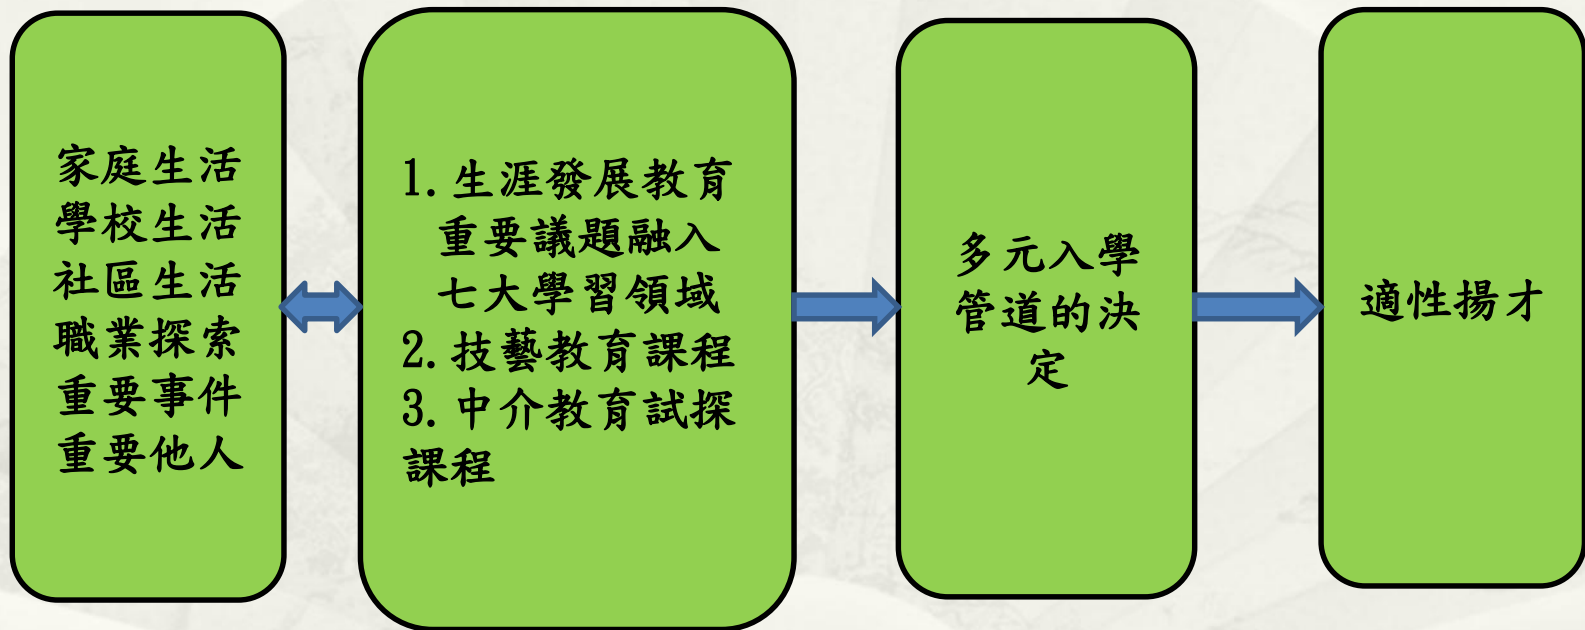 家庭生活
學校生活
社區生活
職業探索
重要事件
重要他人
1.生涯發展教育
重要議題融入
七大學習領域
2.技藝教育課程
3.中介教育試探
課程
多元入學
管道的決
定
適性揚才